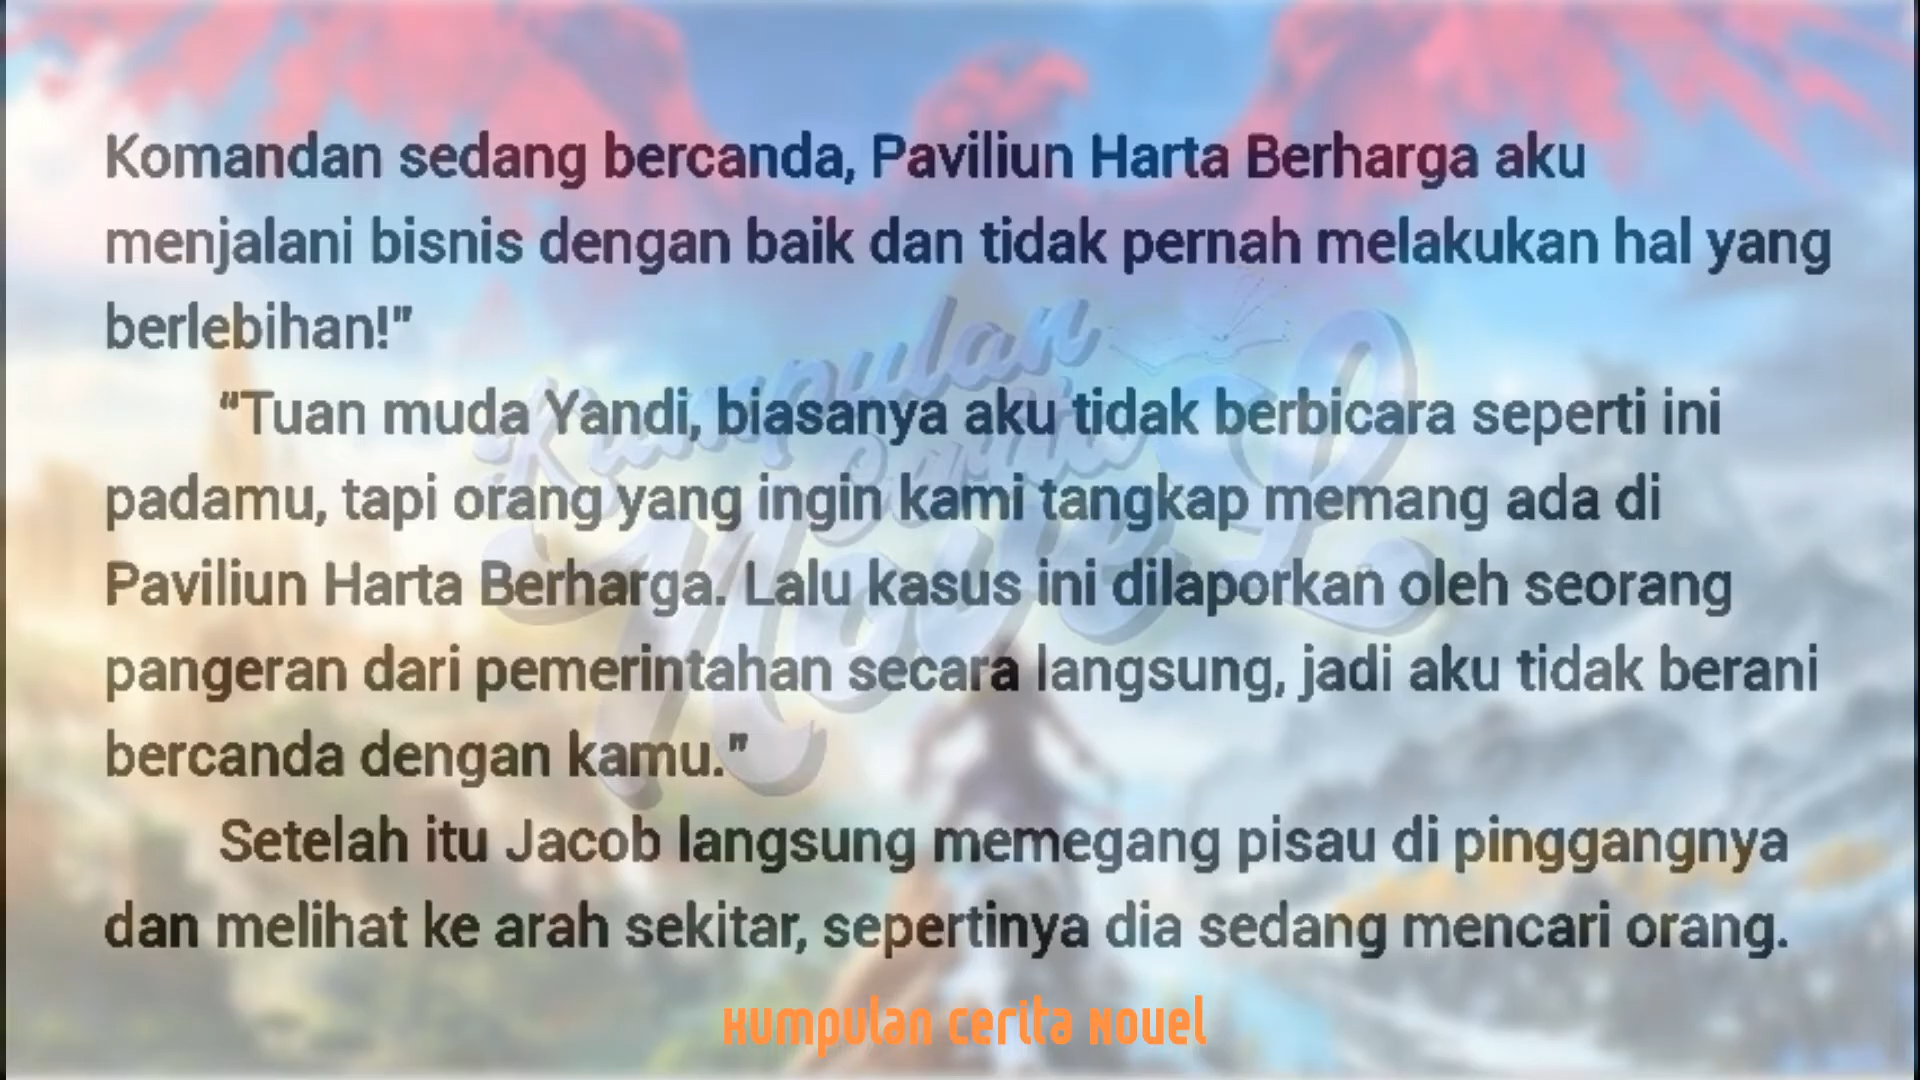 Komandan sedang bercanda, Paviliun Harta Berharga aku
menjalani bisnis dengan baik dan tidak pernah melakukan hal yang
berlebihan!"
"Tuan muda Yandi, biasanya aku tidak berbicara seperti ini
padamu, tapi orang yang ingin kami tangkap memang ada di
Paviliun Harta Berharga. Lalu kasus ini dilaporkan oleh seorang
pangeran dari pemerintahan secara langsung, jadi aku tidak berani
bercanda dengan kamu."
Setelah itu Jacob langsung memegang pisau di pinggangnya
dan melihat ke arah sekitar, sepertinya dia sedang mencari orang.
Kumpulan
Cerita
Novel
Kumpulan cerita Novel